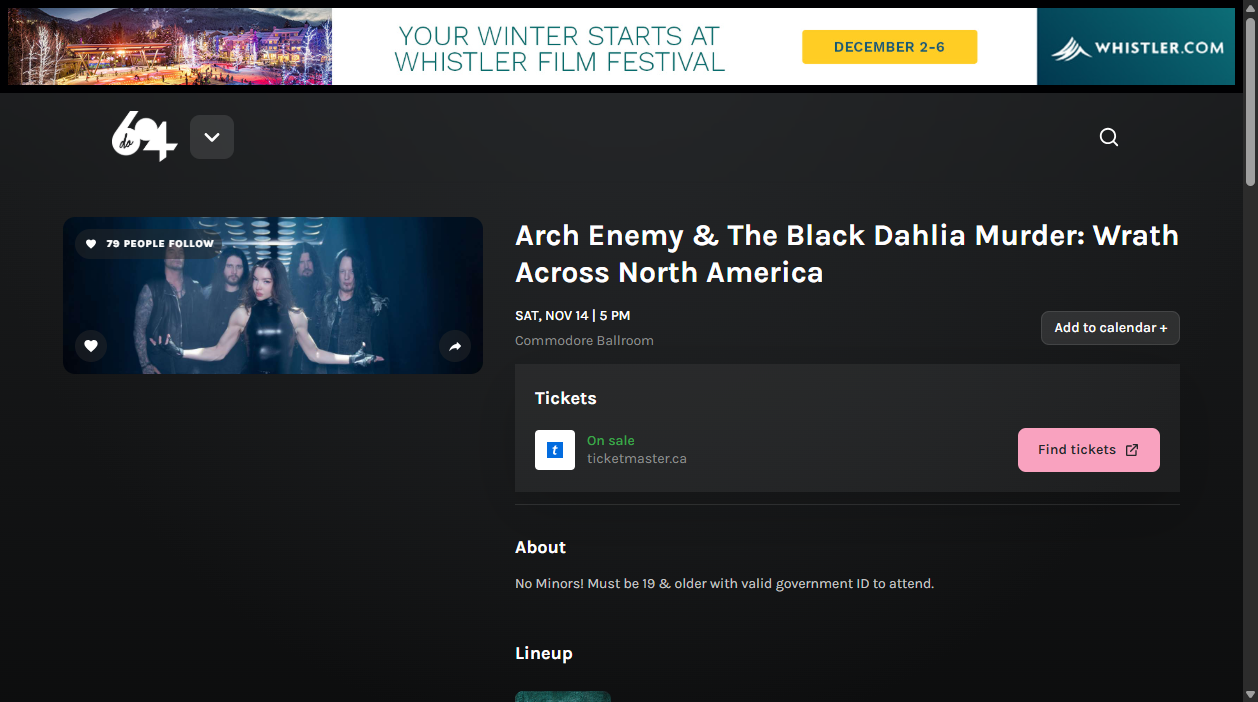 YOUR WINTER STARTS AT
WHISTLER FILM FESTIVAL
DECEMBER 2-6
WHISTLER.COM
do604
79 PEOPLE FOLLOW
Arch Enemy & The Black Dahlia Murder: Wrath
Across North America
SAT, NOV 14 | 5 PM
Commodore Ballroom
Add to calendar +
Tickets
t
On sale
ticketmaster.ca
Find tickets
About
No Minors! Must be 19 & older with valid government ID to attend.
Lineup